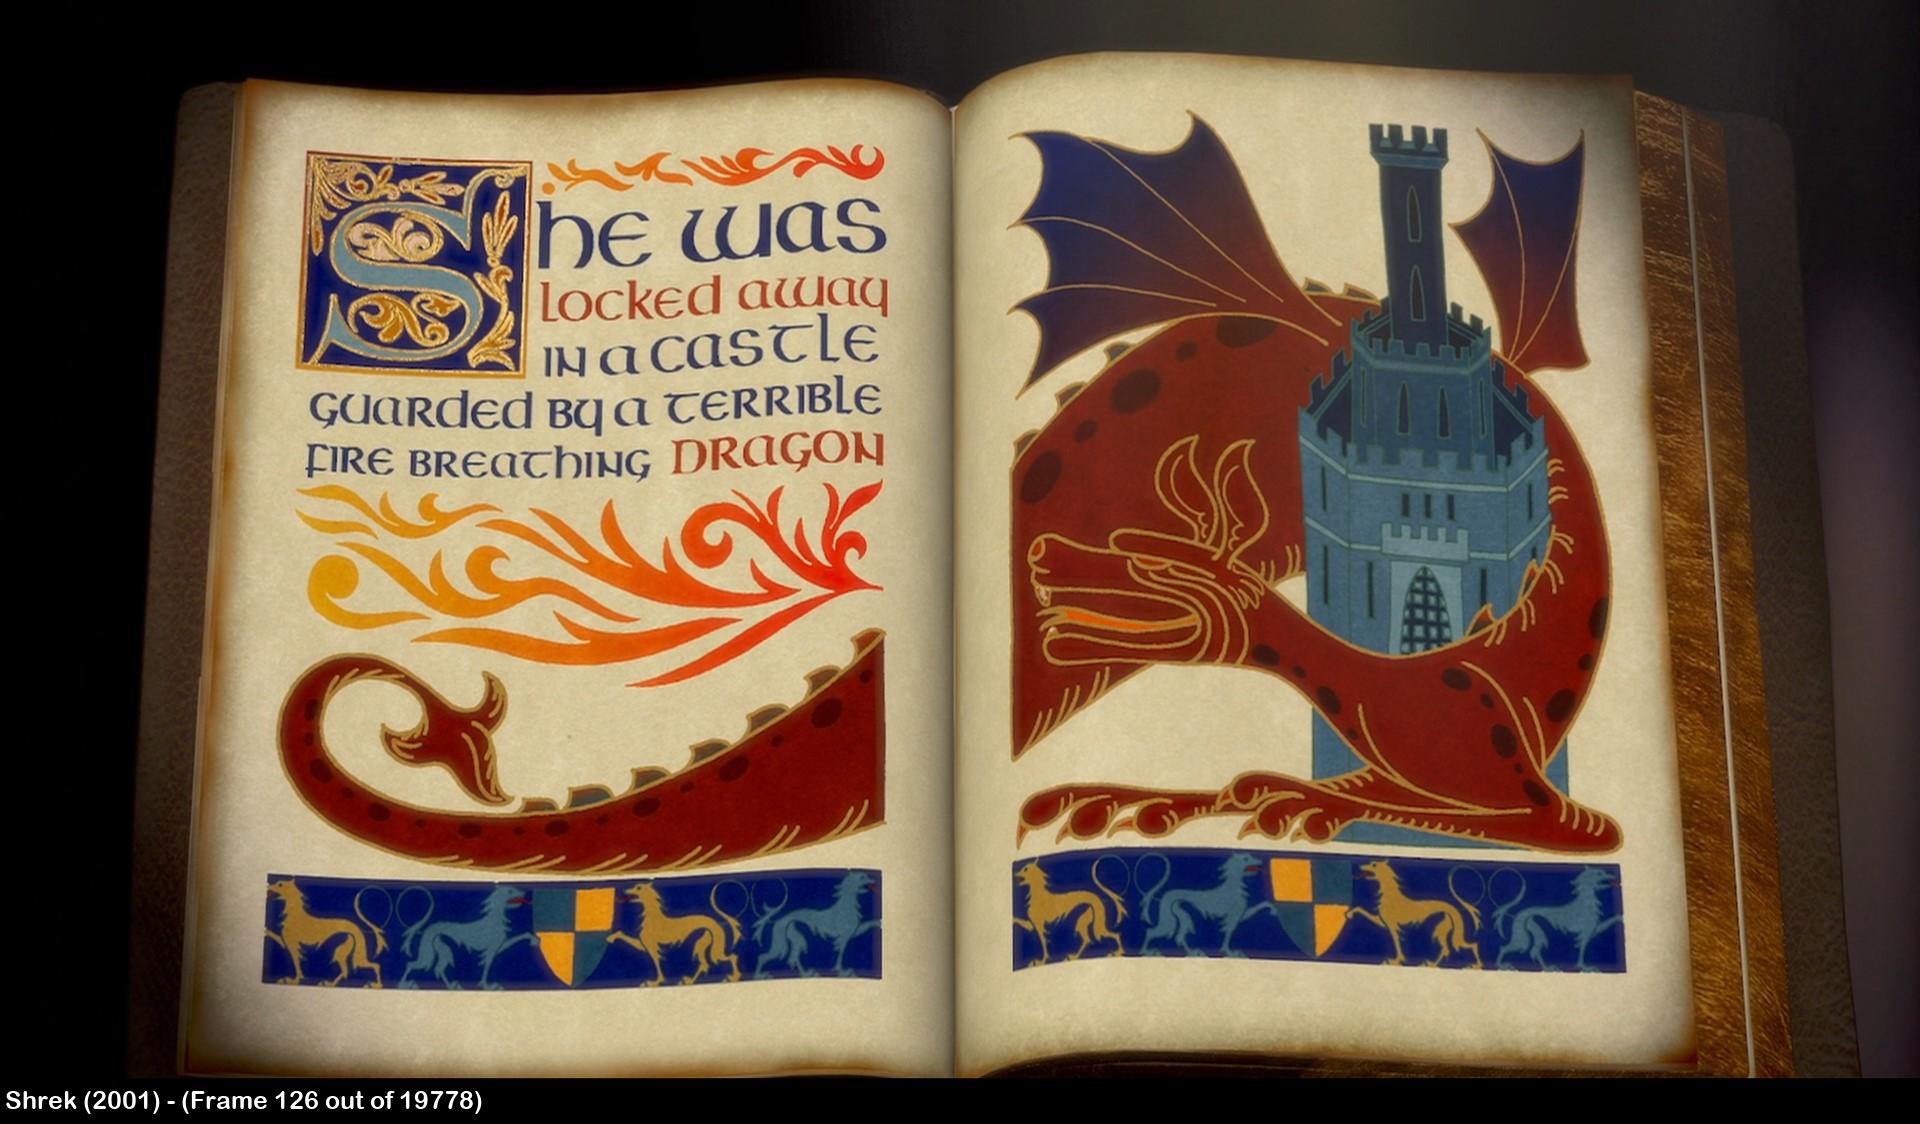 She was
locked away
in a castle
guarded by a terrible
fire breathing dragon
Shrek (2001) - (Frame 126 out of 19778)